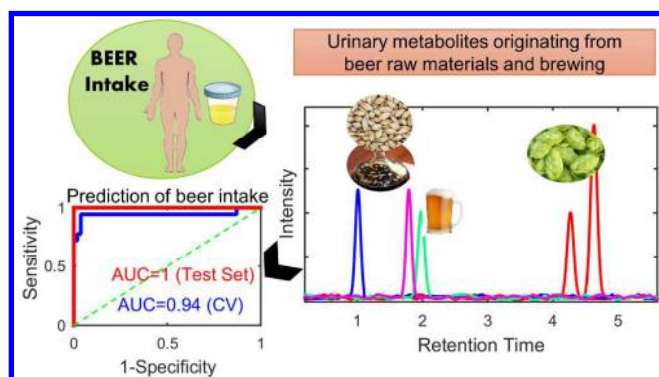 BEER
Intake
Urinary metabolites originating from
beer raw materials and brewing
Prediction of beer intake
Sensitivity
1
0.5
0
AUC=1 (Test Set)
AUC=0.94 (CV)
0
0.5
1
1-Specificity
Intensity
1
2
3
4
5
Retention Time